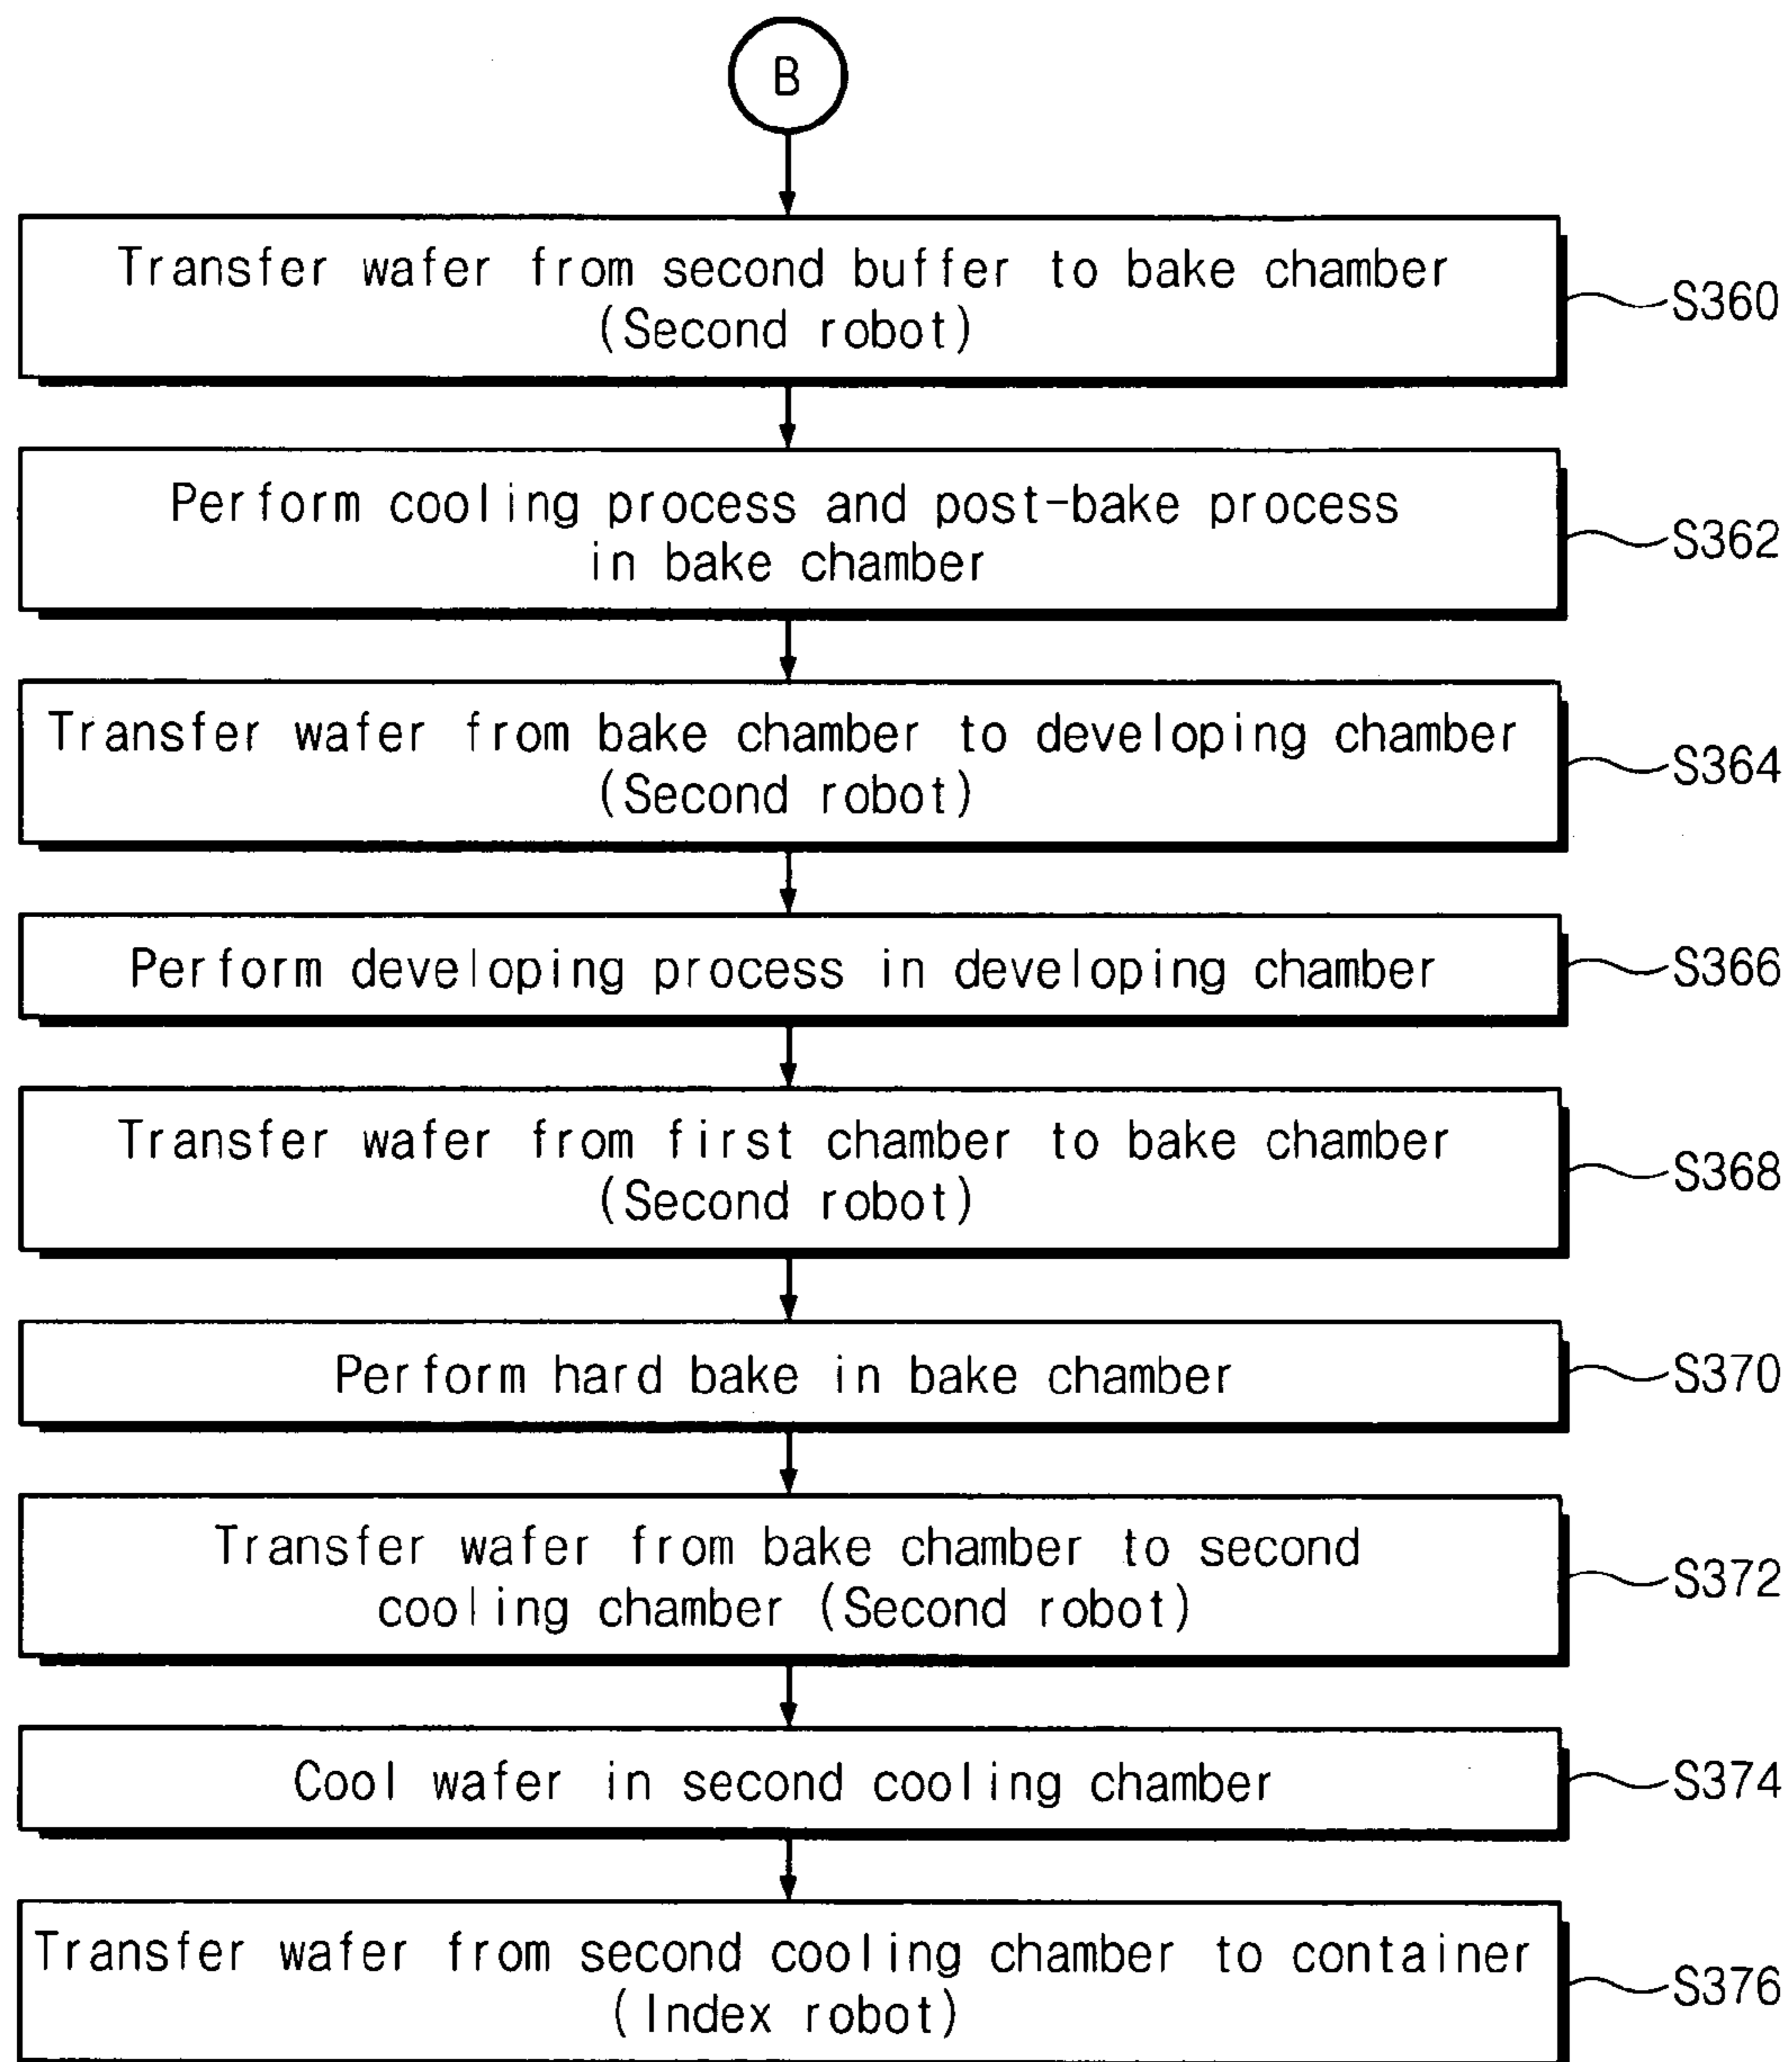 B
Transfer wafer from second buffer to bake chamber
(Second robot)
S360
Perform cooling process and post-bake process
in bake chamber
S362
Transfer wafer from bake chamber to developing chamber
(Second robot)
S364
Perform developing process in developing chamber
S366
Transfer wafer from first chamber to bake chamber
(Second robot)
S368
Perform hard bake in bake chamber
S370
Transfer wafer from bake chamber to second
cooling chamber (Second robot)
S372
Cool wafer in second cooling chamber
S374
Transfer wafer from second cooling chamber to container
(Index robot)
S376